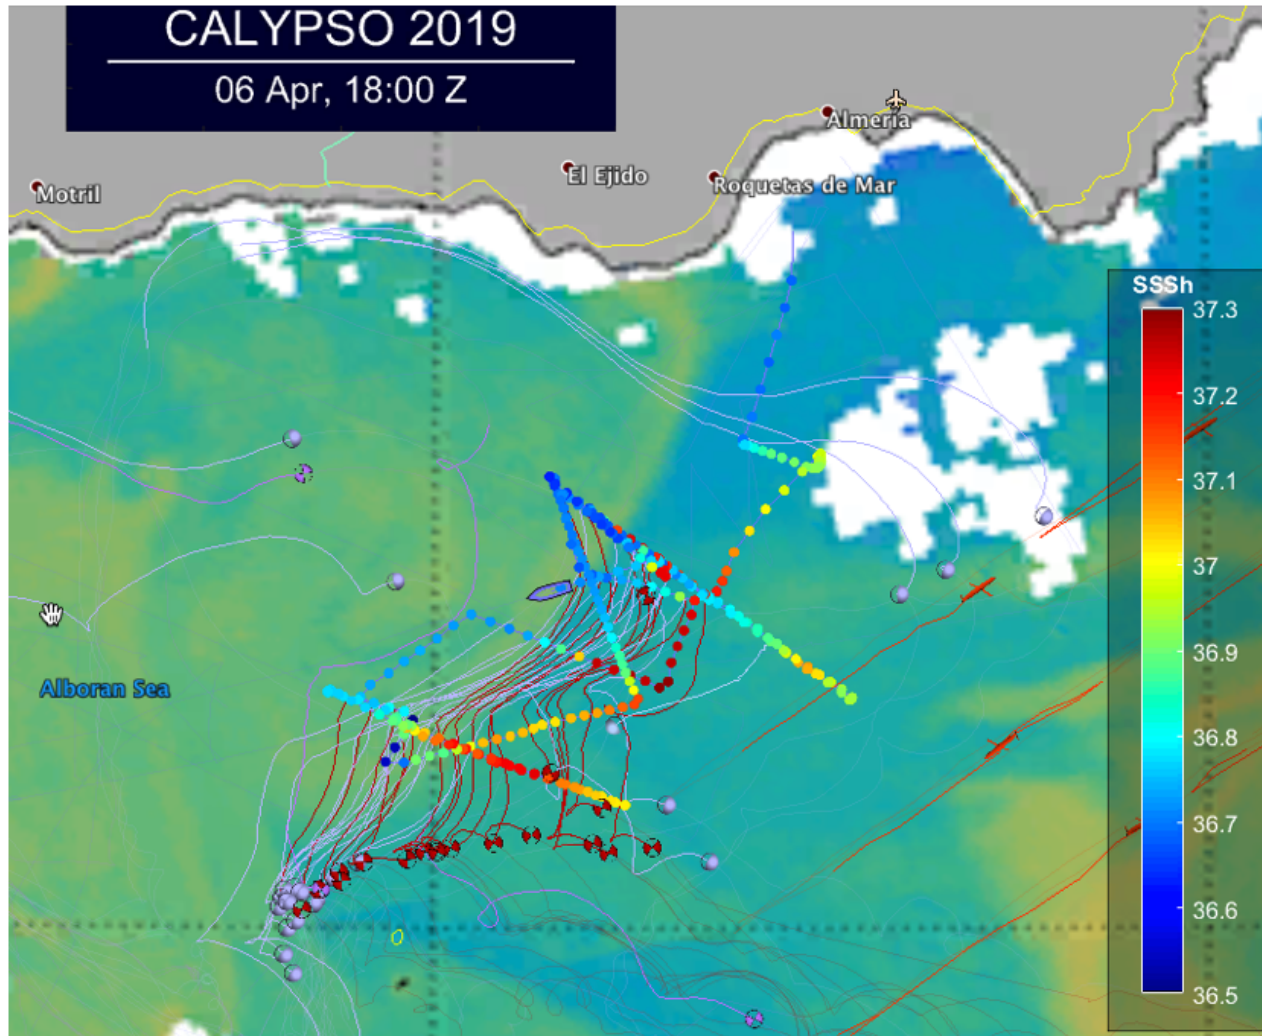 CALYPSO 2019
06 Apr, 18:00 Z
Almería
El Ejido
Motril
Roquetas de Mar
SSSh
37.3
37.2
37.1
37
36.9
Alboran Sea
36.8
36.7
36.6
36.5